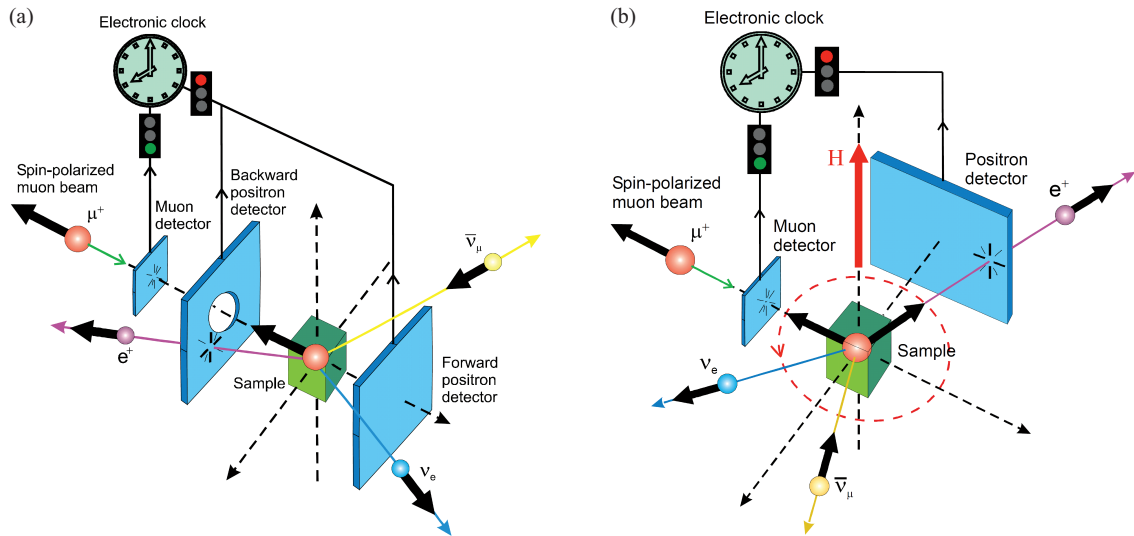 (a)
Electronic clock
Spin-polarized
muon beam
μ⁺
Muon
detector
Backward
positron
detector
ν̅μ
e⁺
Sample
Forward
positron
detector
νe
(b)
Electronic clock
Spin-polarized
muon beam
μ⁺
Muon
detector
H
Positron
detector
e⁺
Sample
νe
ν̅μ